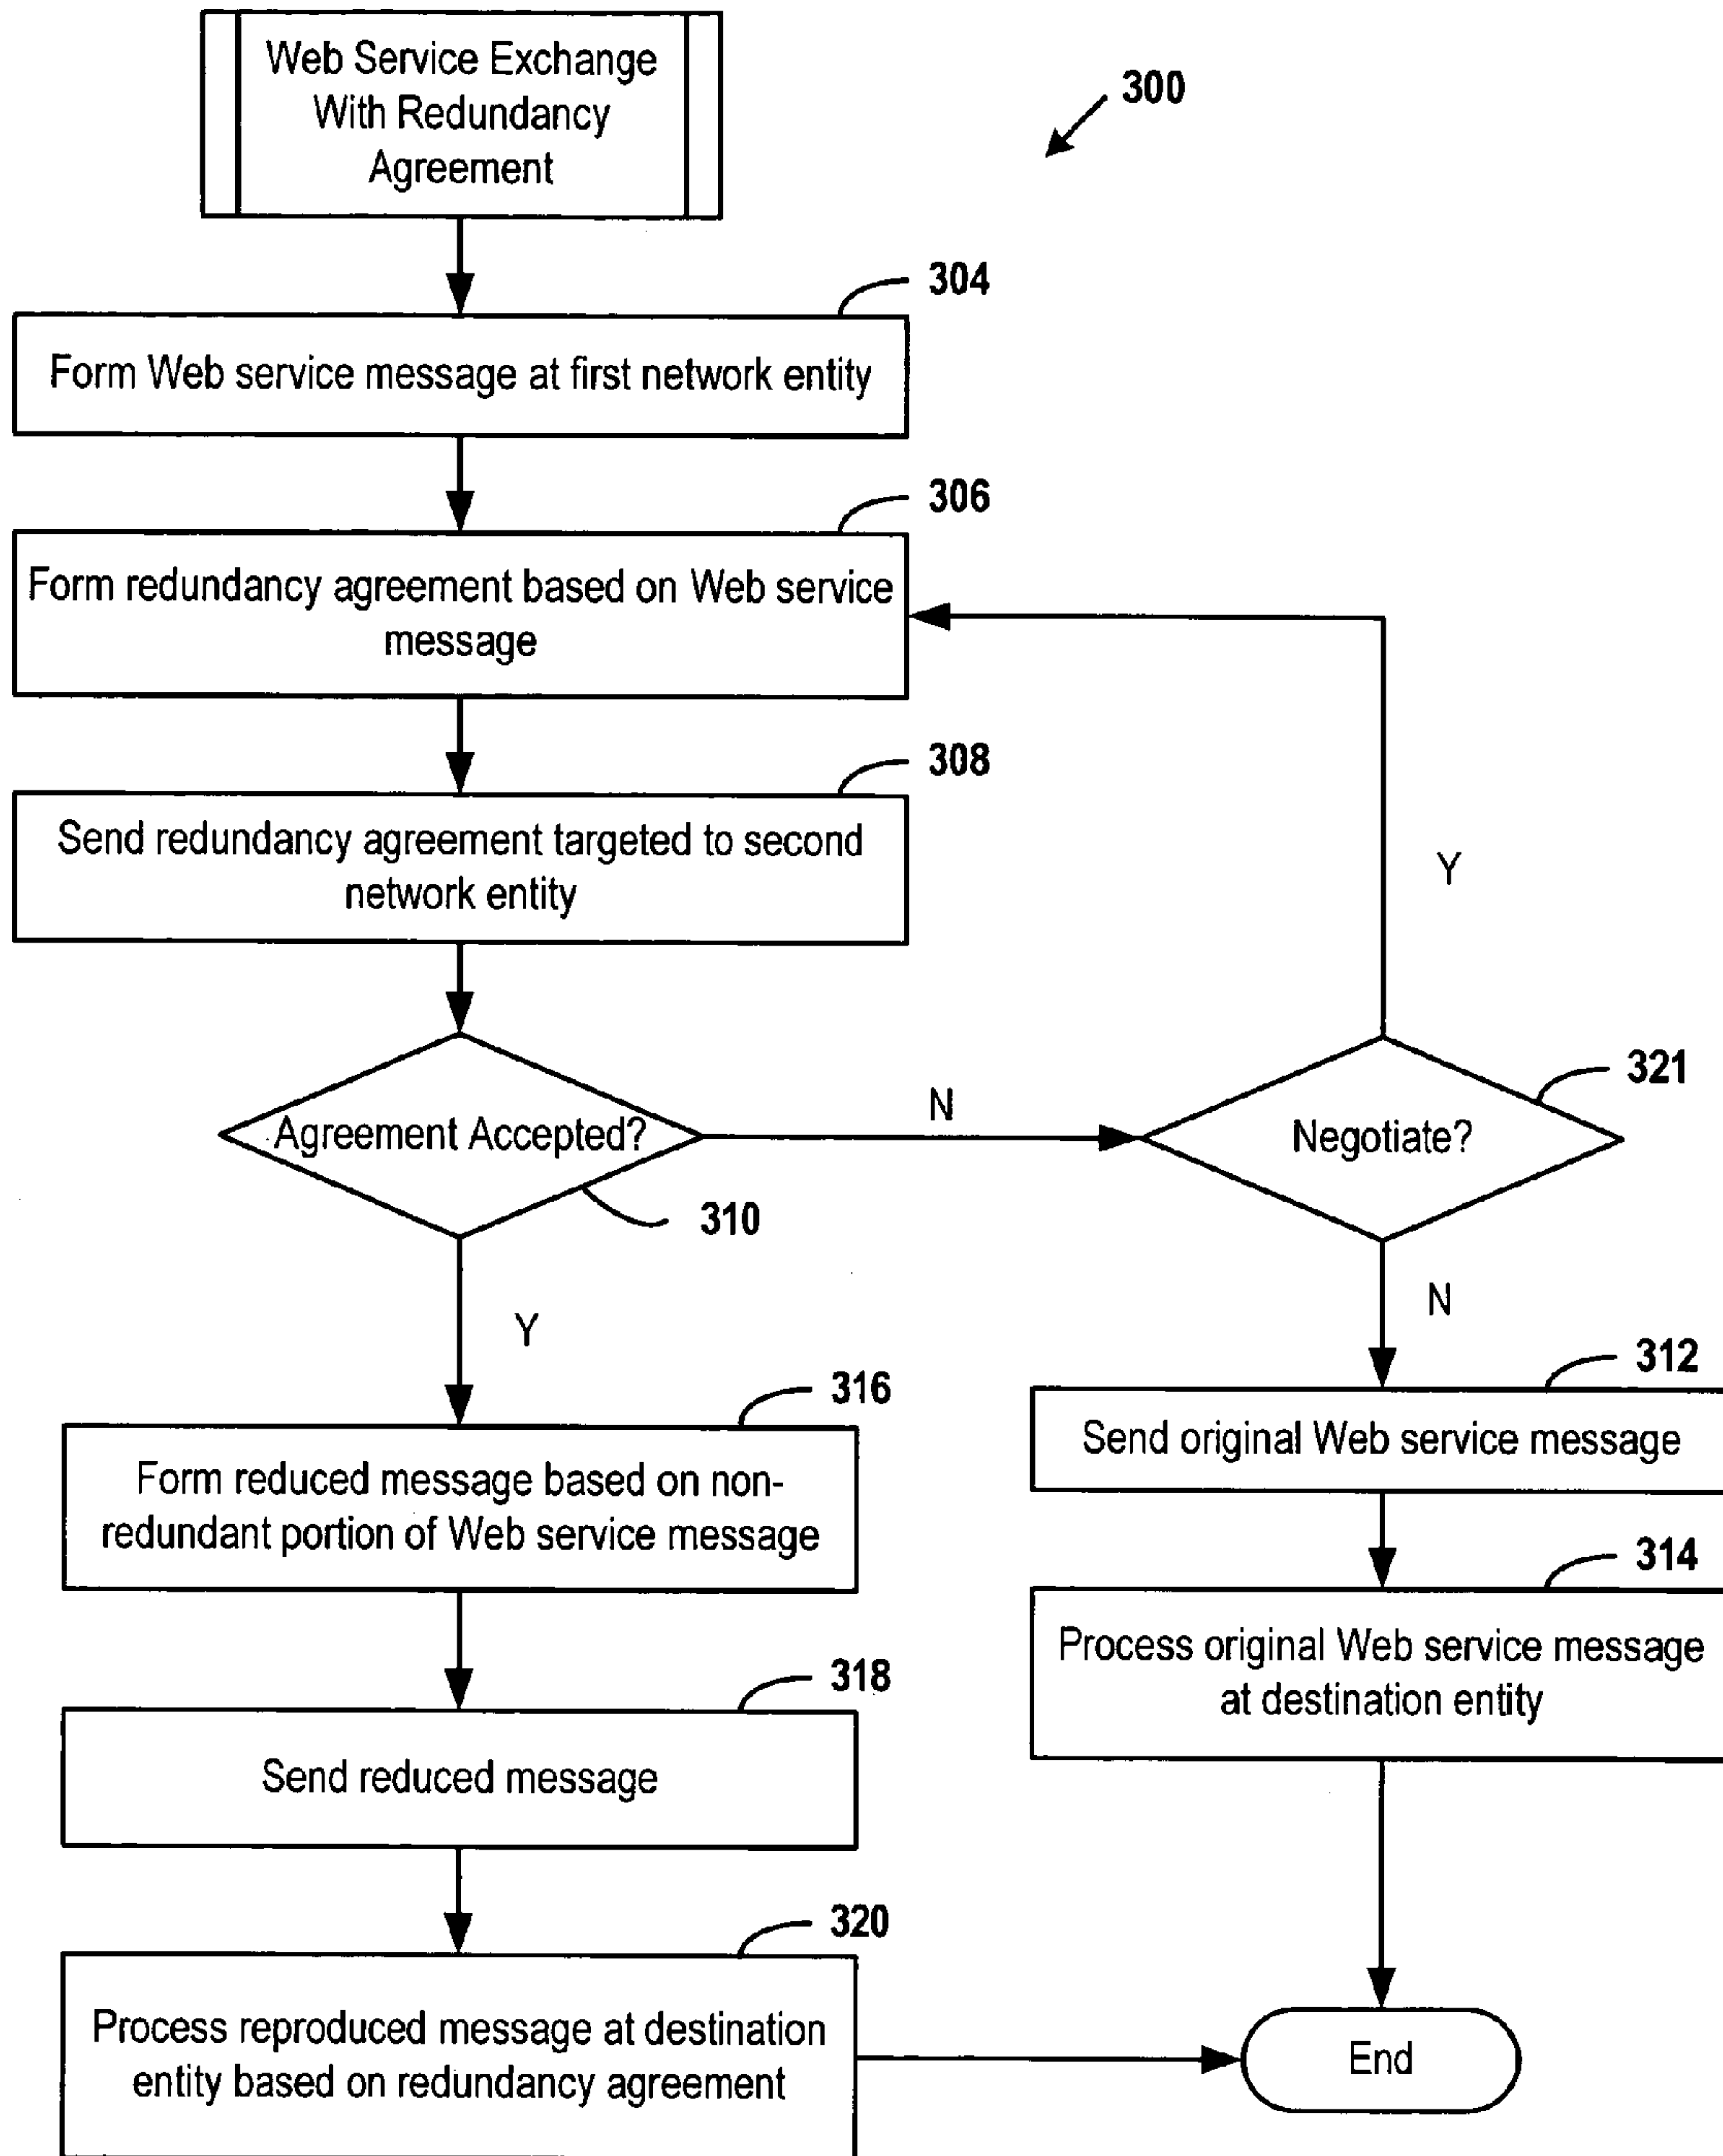 Web Service Exchange
With Redundancy
Agreement
300
304
Form Web service message at first network entity
306
Form redundancy agreement based on Web service
message
308
Send redundancy agreement targeted to second
network entity
Y
321
Agreement Accepted?
N
Negotiate?
310
Y
N
312
Send original Web service message
316
Form reduced message based on non-
redundant portion of Web service message
314
Process original Web service message
at destination entity
318
Send reduced message
320
Process reproduced message at destination
entity based on redundancy agreement
End